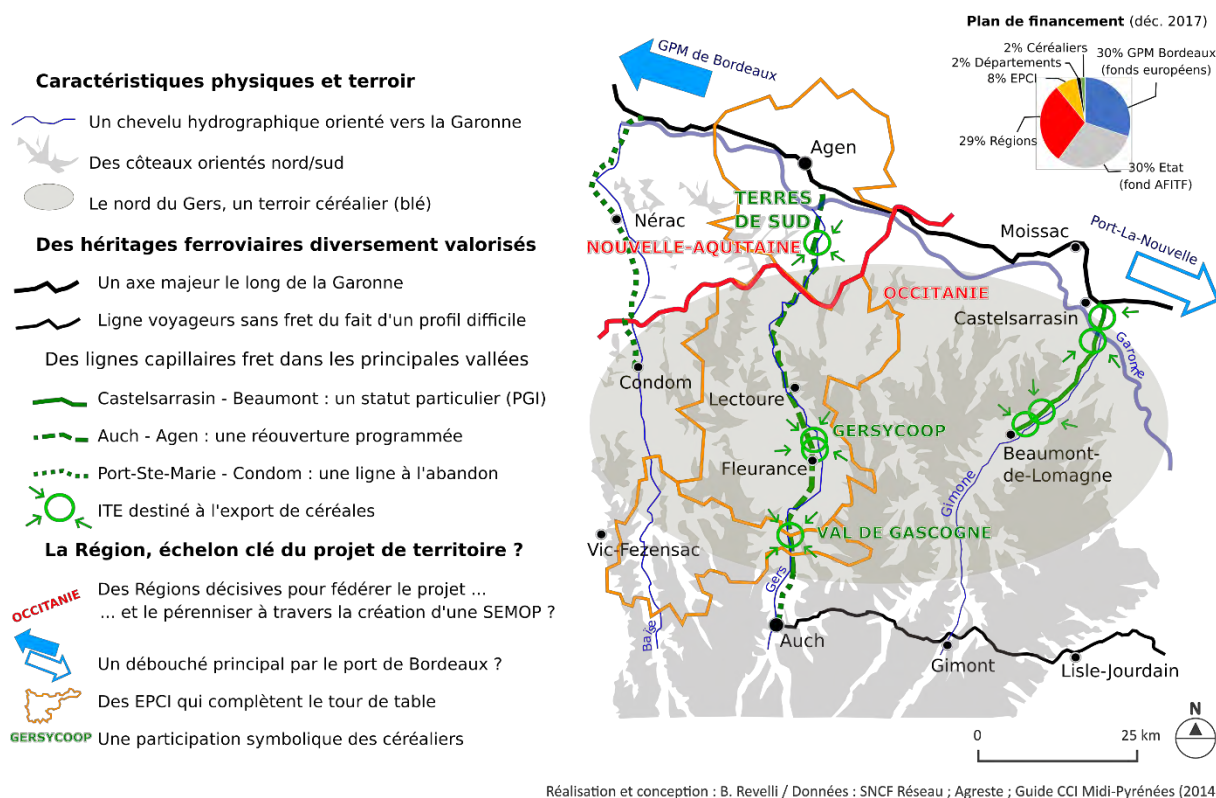 Plan de financement (déc. 2017)
2% Céréaliers
2% Départements
8% EPCI
29% Régions
30% GPM Bordeaux
(fonds européens)
30% Etat
(fond AFITF)
Caractéristiques physiques et terroir
Un chevelu hydrographique orienté vers la Garonne
Des côteaux orientés nord/sud
Le nord du Gers, un terroir céréalier (blé)
Des héritages ferroviaires diversement valorisés
Un axe majeur le long de la Garonne
Ligne voyageurs sans fret du fait d'un profil difficile
Des lignes capillaires fret dans les principales vallées
Castelsarrasin - Beaumont : un statut particulier (PGI)
Auch - Agen : une réouverture programmée
Port-Ste-Marie - Condom : une ligne à l'abandon
ITE destiné à l'export de céréales
La Région, échelon clé du projet de territoire ?
OCCITANIE
Des Régions décisives pour fédérer le projet ...
... et le pérenniser à travers la création d'une SEMOP ?
Un débouché principal par le port de Bordeaux ?
Des EPCI qui complètent le tour de table
GERSYCOOP
Une participation symbolique des céréaliers
GPM de Bordeaux
Agen
TERRES
DE SUD
Nérac
NOUVELLE-AQUITAINE
Moissac
Port-La-Nouvelle
OCCITANIE
Castelsarrasin
Garonne
Condom
Lectoure
GERSYCOOP
Fleurance
Beaumont-
de-Lomagne
Gimone
Vic-Fezensac
VAL DE GASCOGNE
Gers
Baïse
Auch
Gimont
Lisle-Jourdain
N
0
25 km
Réalisation et conception : B. Revelli / Données : SNCF Réseau ; Agreste ; Guide CCI Midi-Pyrénées (2014